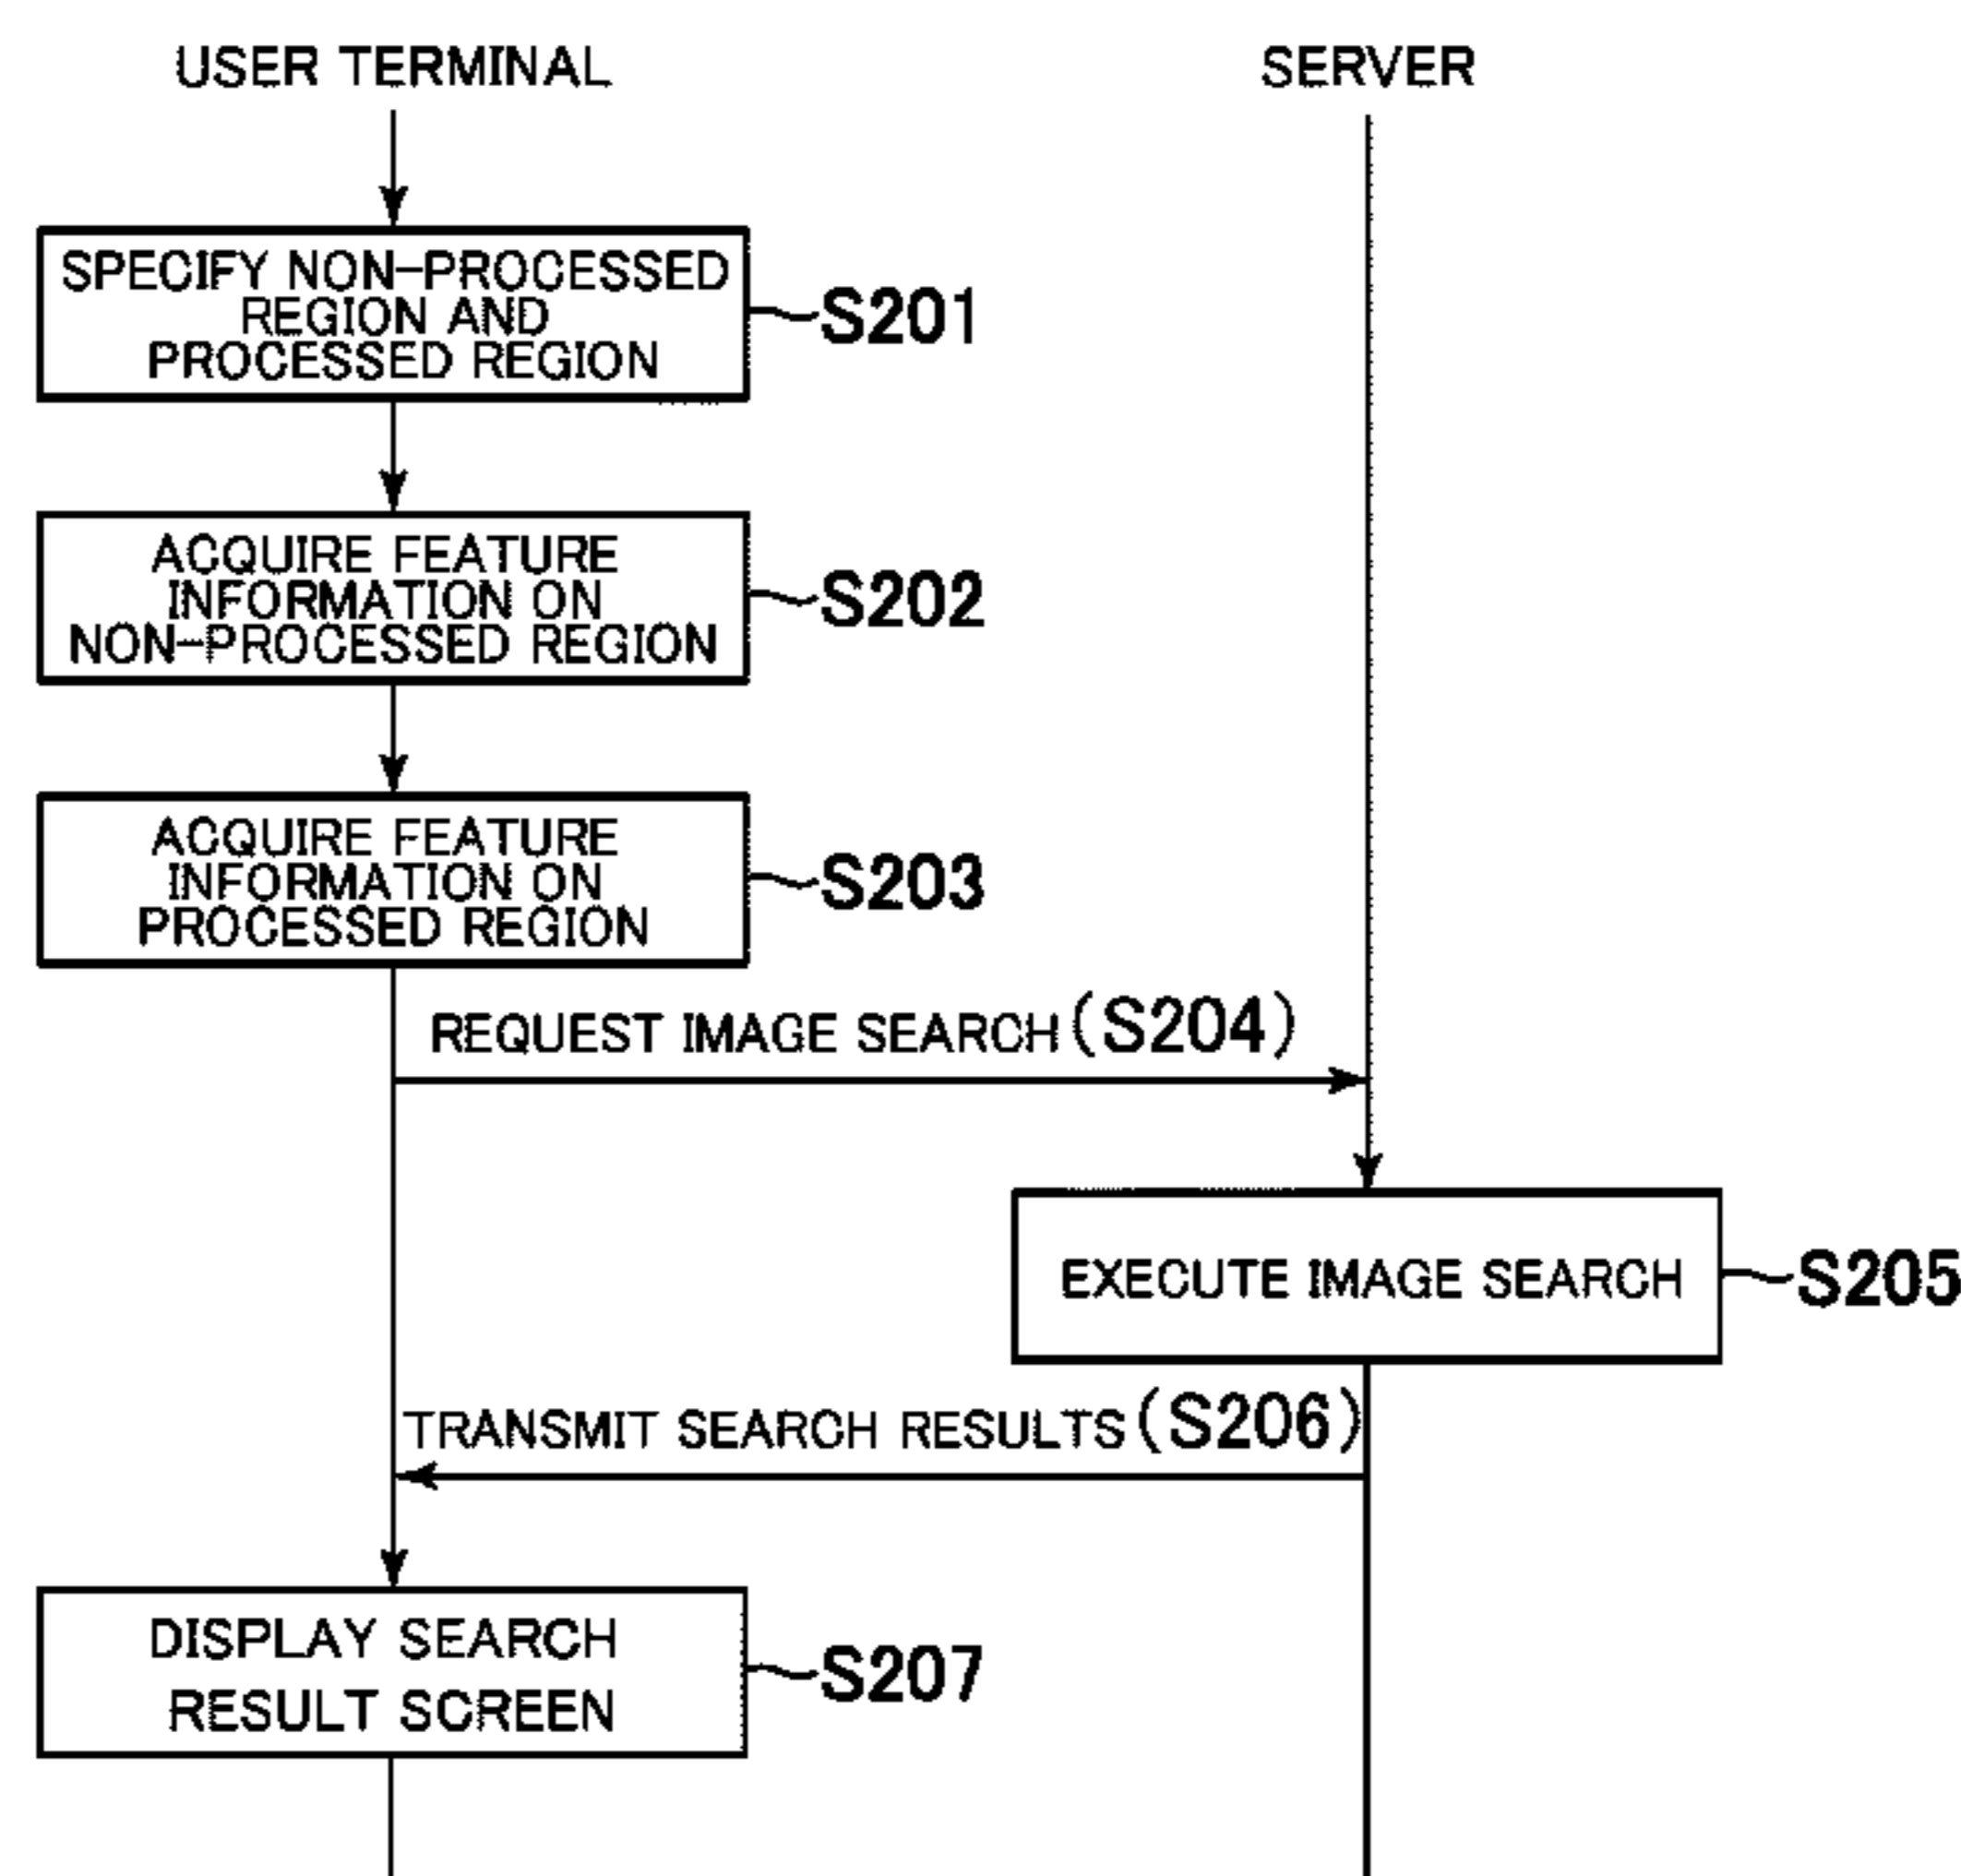 USER TERMINAL
SERVER
SPECIFY NON-PROCESSED
REGION AND
PROCESSED REGION
S201
ACQUIRE FEATURE
INFORMATION ON
NON-PROCESSED REGION
S202
ACQUIRE FEATURE
INFORMATION ON
PROCESSED REGION
S203
REQUEST IMAGE SEARCH(S204)
EXECUTE IMAGE SEARCH
S205
TRANSMIT SEARCH RESULTS(S206)
DISPLAY SEARCH
RESULT SCREEN
S207